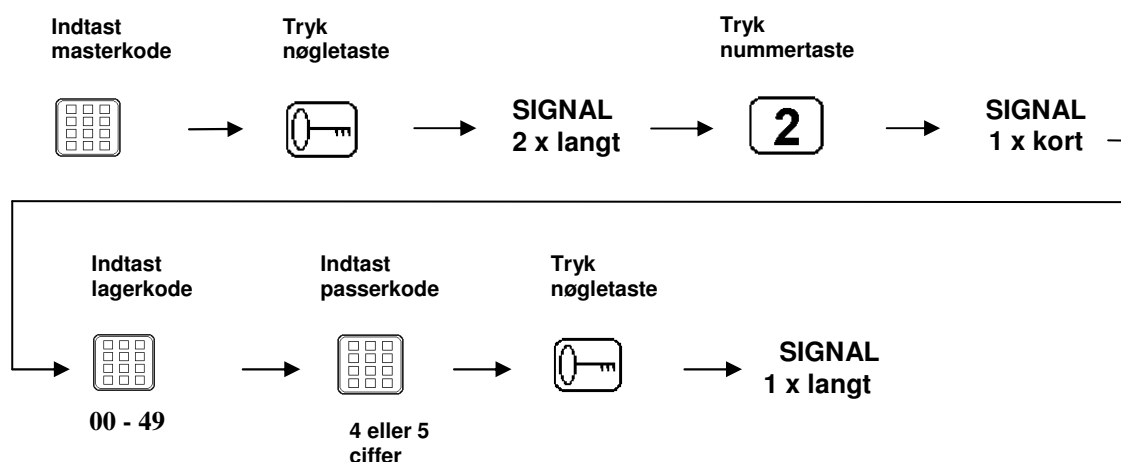 Indtast
masterkode
Tryk
nøgletaste
SIGNAL
2 x langt
Tryk
nummertaste
2
SIGNAL
1 x kort
Indtast
lagerkode
00 - 49
Indtast
passerkode
4 eller 5
ciffer
Tryk
nøgletaste
SIGNAL
1 x langt